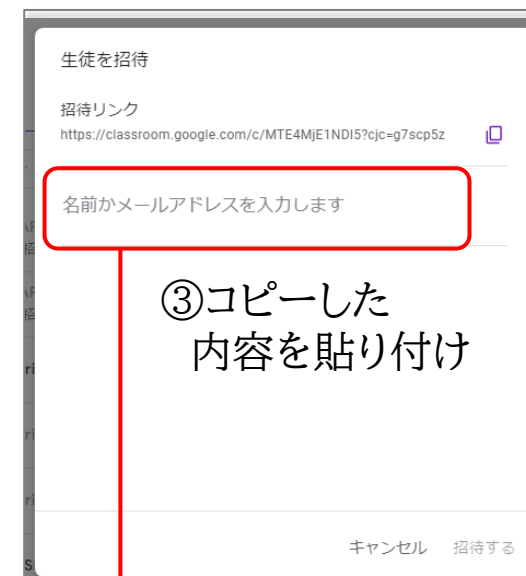 生徒を招待
招待リンク
https://classroom.google.com/c/MTE4MjE1NDI5?cjc=g7scp5z
名前かメールアドレスを入力します
③コピーした
内容を貼り付け
キャンセル 招待する